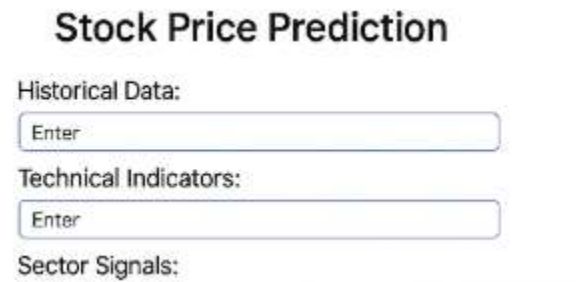 Stock Price Prediction
Historical Data:
Enter
Technical Indicators:
Enter
Sector Signals: